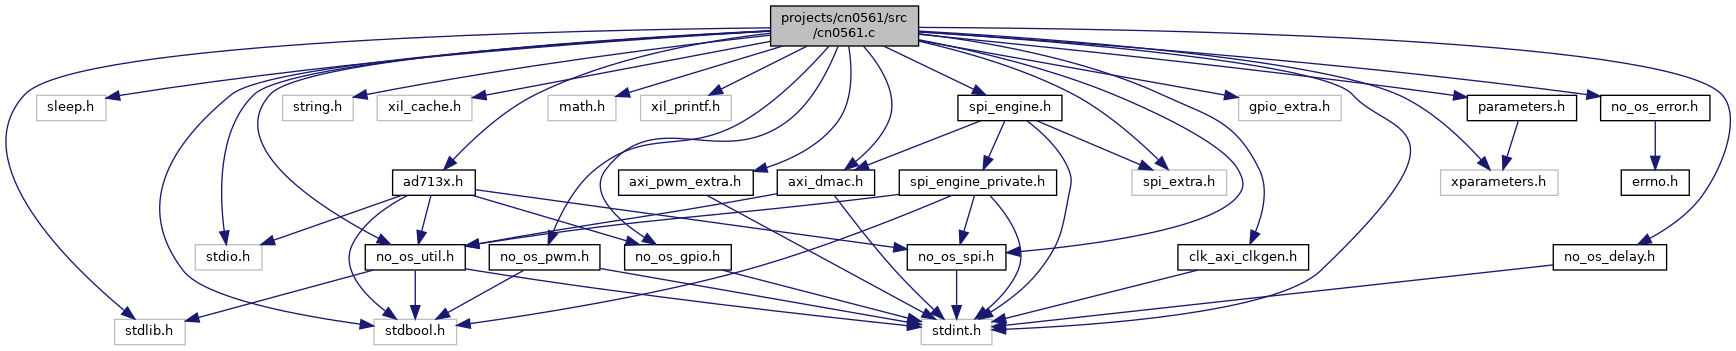 projects/cn0561/src
/cn0561.c
sleep.h
string.h
xil_cache.h
math.h
xil_printf.h
spi_engine.h
gpio_extra.h
parameters.h
no_os_error.h
ad713x.h
axi_pwm_extra.h
axi_dmac.h
spi_engine_private.h
spi_extra.h
xparameters.h
errno.h
stdio.h
no_os_util.h
no_os_pwm.h
no_os_gpio.h
no_os_spi.h
clk_axi_clkgen.h
no_os_delay.h
stdlib.h
stdbool.h
stdint.h